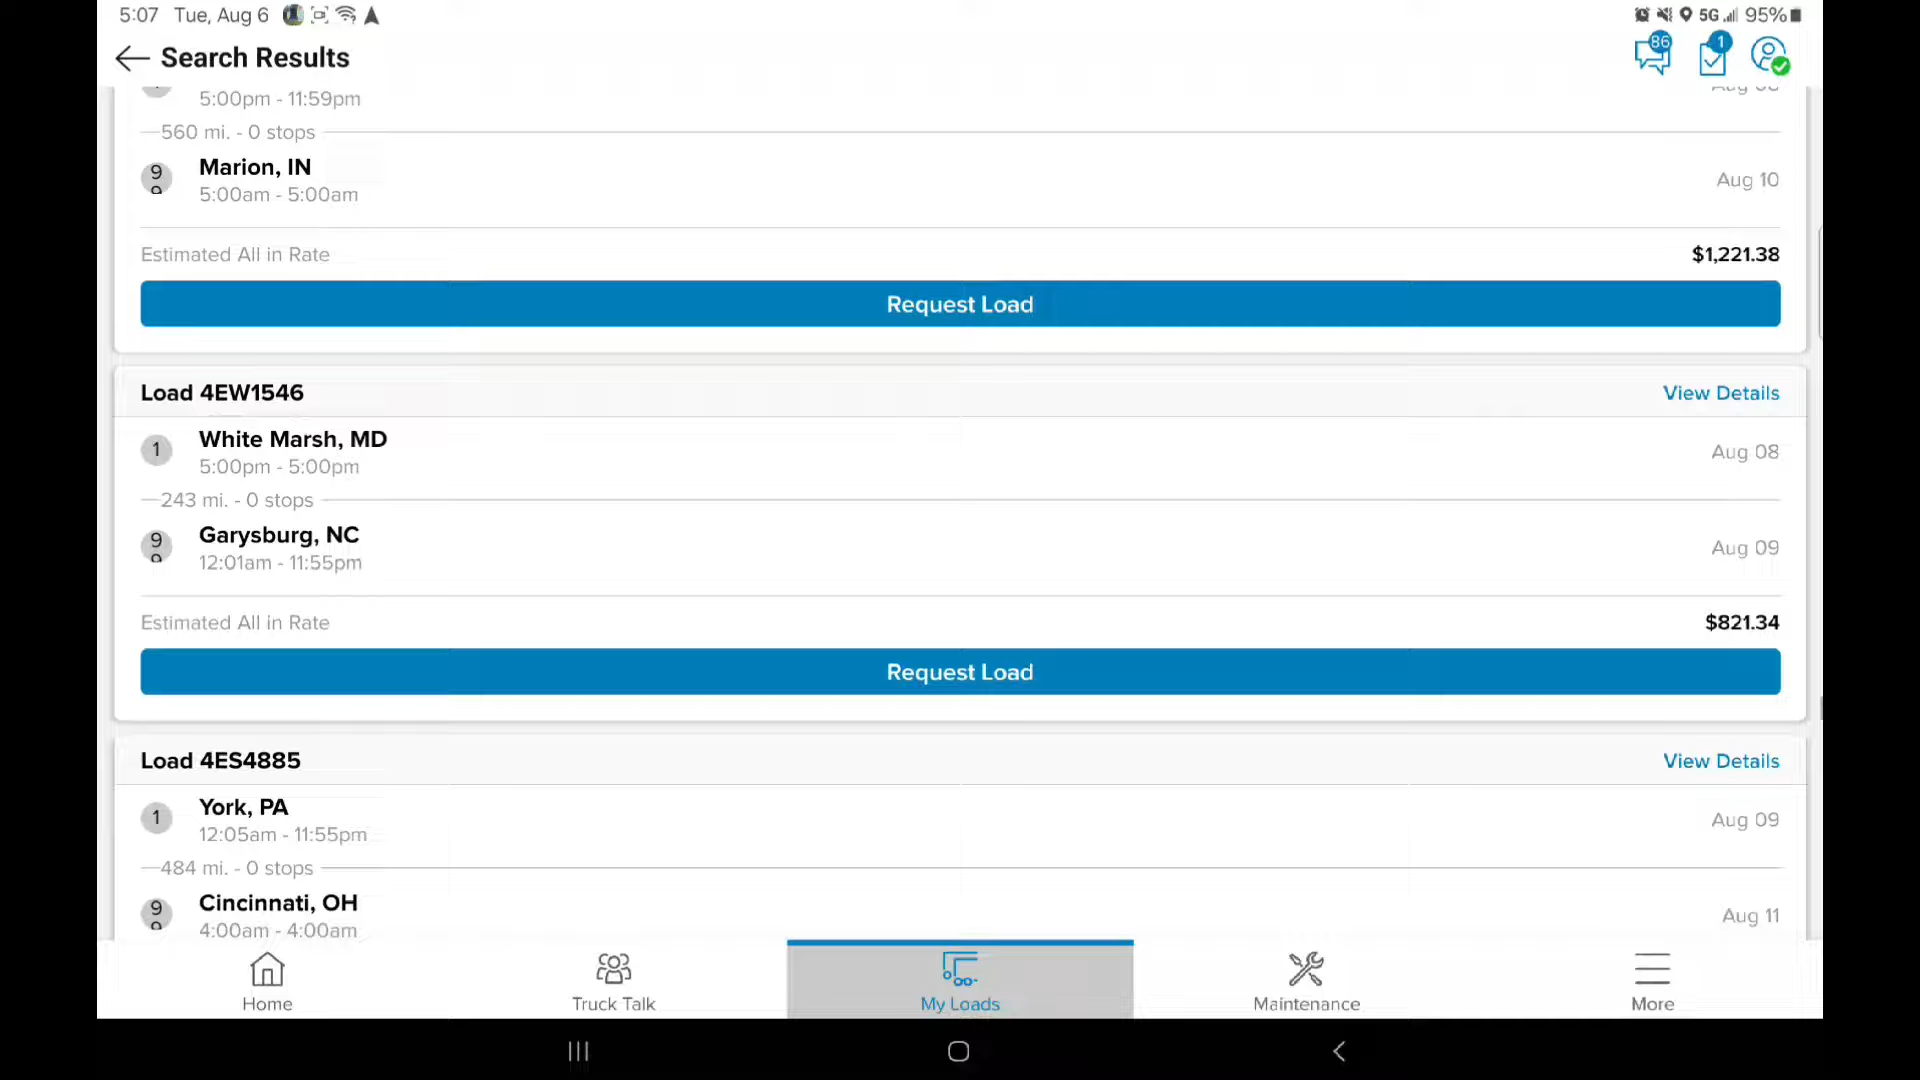 5:07 Tue, Aug 6
5G 95%
Search Results
86
1
5:00pm - 11:59pm
560 mi. - 0 stops
9
Marion, IN
5:00am - 5:00am
Aug 10
Estimated All in Rate
$1,221.38
Request Load
Load 4EW1546
View Details
1
White Marsh, MD
5:00pm - 5:00pm
Aug 08
243 mi. - 0 stops
9
Garysburg, NC
12:01am - 11:55pm
Aug 09
Estimated All in Rate
$821.34
Request Load
Load 4ES4885
View Details
1
York, PA
12:05am - 11:55pm
Aug 09
484 mi. - 0 stops
9
Cincinnati, OH
4:00am - 4:00am
Aug 11
Home
Truck Talk
My Loads
Maintenance
More